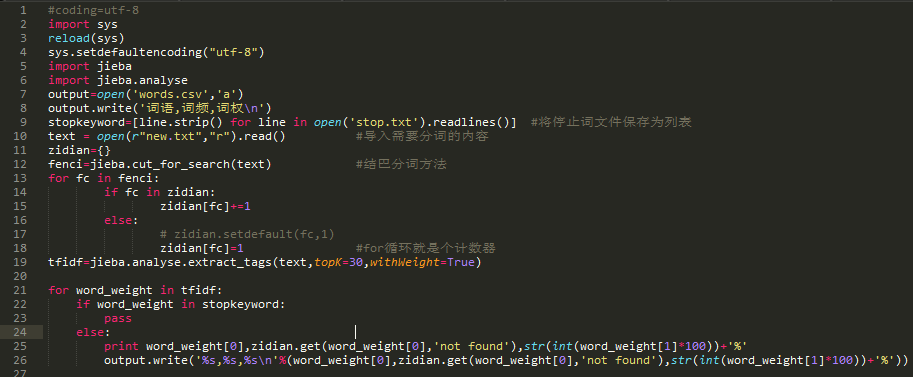 1 #coding=utf-8
2 import sys
3 reload(sys)
4 sys.setdefaultencoding("utf-8")
5 import jieba
6 import jieba.analyse
7 output=open('words.csv','a')
8 output.write('词语,词频,词权\n')
9 stopkeyword=[line.strip() for line in open('stop.txt').readlines()]  #将停止词文件保存为列表
10 text = open(r"new.txt","r").read()          #导入需要分词的内容
11 zidian={}
12 fenci=jieba.cut_for_search(text)            #结巴分词方法
13 for fc in fenci:
14         if fc in zidian:
15                 zidian[fc]+=1
16         else:
17                 # zidian.setdefault(fc,1)
18                 zidian[fc]=1                #for循环就是个计数器
19 tfidf=jieba.analyse.extract_tags(text,topK=30,withWeight=True)
20
21 for word_weight in tfidf:
22     if word_weight in stopkeyword:
23         pass
24     else:
25         print word_weight[0],zidian.get(word_weight[0],'not found'),str(int(word_weight[1]*100))+'%'
26         output.write('%s,%s,%s\n'%(word_weight[0],zidian.get(word_weight[0],'not found'),str(int(word_weight[1]*100))+'%'))
27